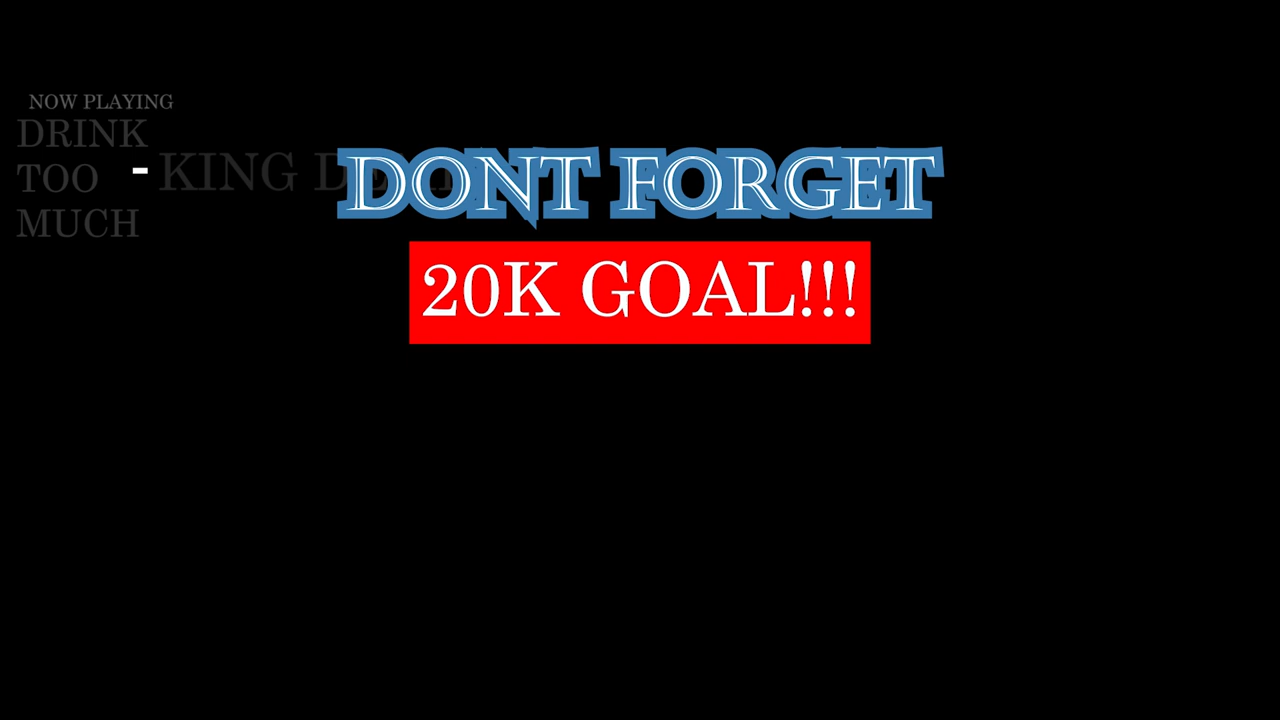 NOW PLAYING
DRINK
TOO
MUCH
- KING
DONT FORGET
20K GOAL!!!